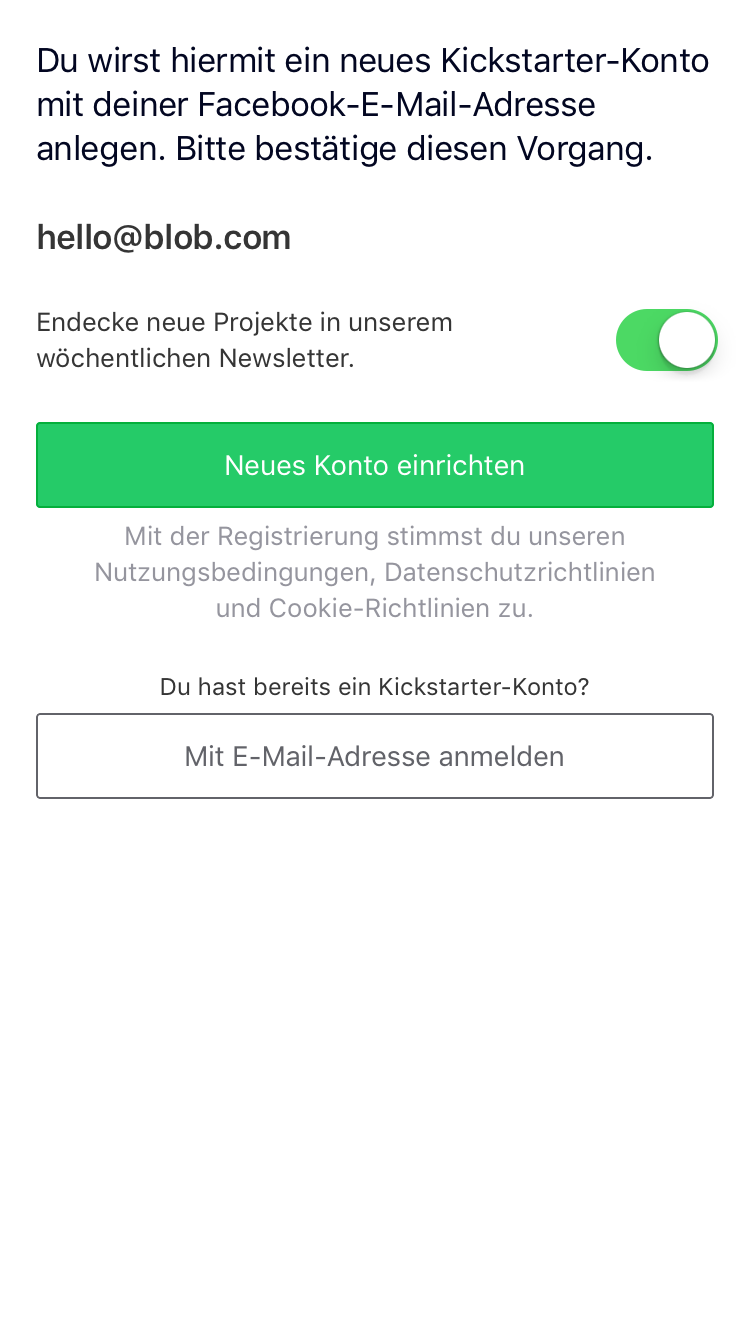 Du wirst hiermit ein neues Kickstarter-Konto
mit deiner Facebook-E-Mail-Adresse
anlegen. Bitte bestätige diesen Vorgang.
hello@blob.com
Endecke neue Projekte in unserem
wöchentlichen Newsletter.
Neues Konto einrichten
Mit der Registrierung stimmst du unseren
Nutzungsbedingungen, Datenschutzrichtlinien
und Cookie-Richtlinien zu.
Du hast bereits ein Kickstarter-Konto?
Mit E-Mail-Adresse anmelden